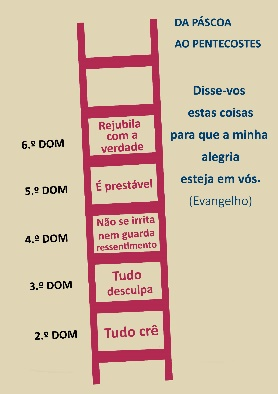 DA PÁSCOA
AO PENTECOSTES
Disse-vos
estas coisas
para que a minha
alegria
esteja em vós.
(Evangelho)
6.º DOM
Rejubila
com a
verdade
5.º DOM
É prestável
4.º DOM
Não se irrita
nem guarda
ressentimento
3.º DOM
Tudo
desculpa
2.º DOM
Tudo crê